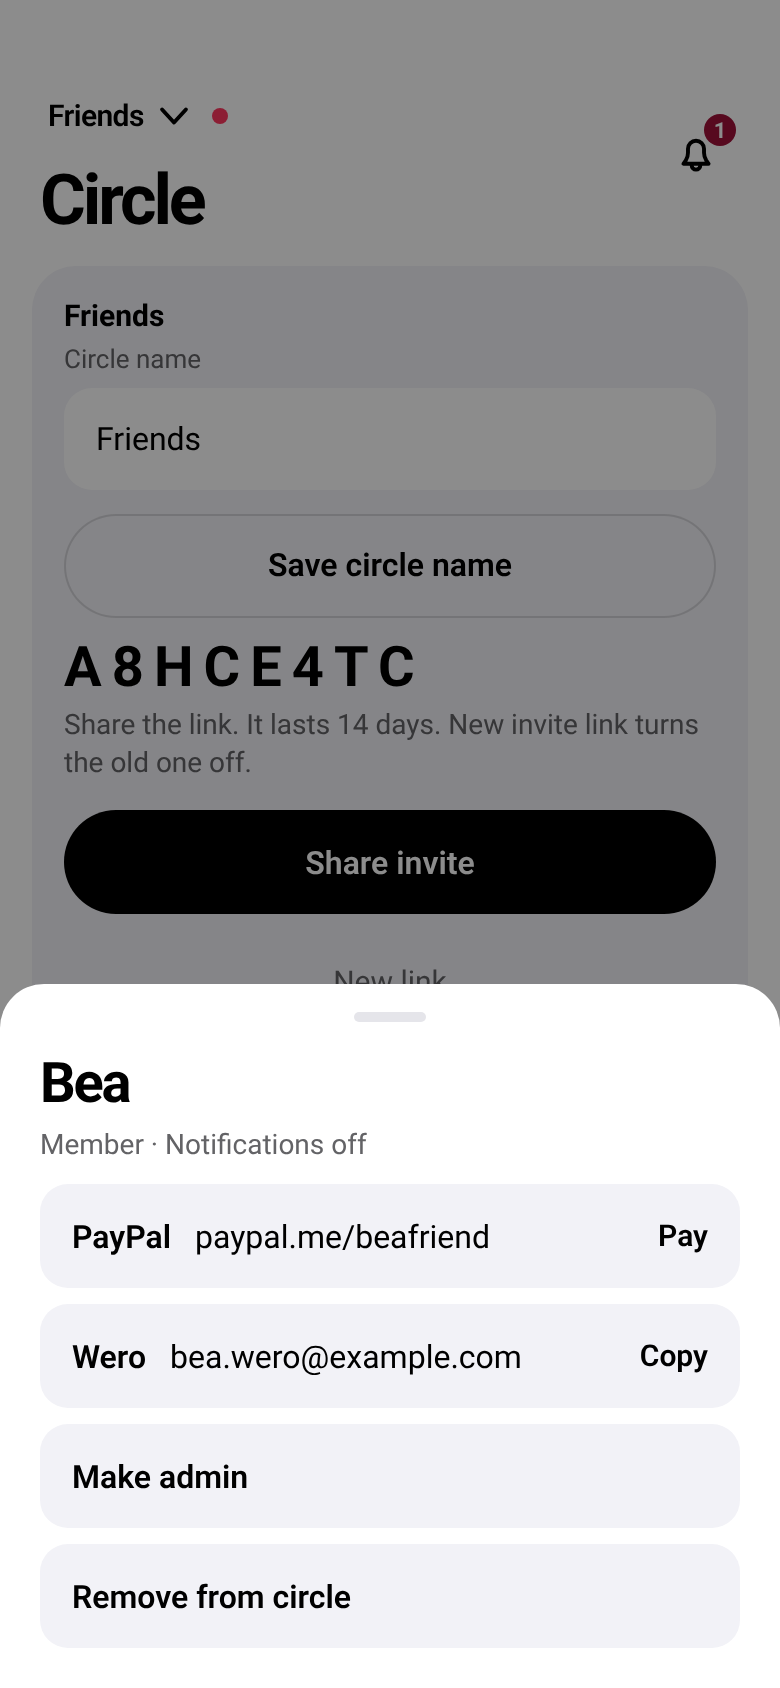 Friends
1
Circle
Friends
Circle name
Friends
Save circle name
A8HCE4TC
Share the link. It lasts 14 days. New invite link turns
the old one off.
Share invite
New link
Bea
Member · Notifications off
PayPal paypal.me/beafriend Pay
Wero bea.wero@example.com Copy
Make admin
Remove from circle